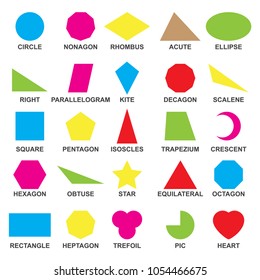 CIRCLE NONAGON RHOMBUS ACUTE ELLIPSE
RIGHT PARALLELOGRAM KITE DECAGON SCALENE
SQUARE PENTAGON ISOSCLES TRAPEZIUM CRESCENT
HEXAGON OBTUSE STAR EQUILATERAL OCTAGON
RECTANGLE HEPTAGON TREFOIL PIC HEART
shutterstock.com · 1054466675